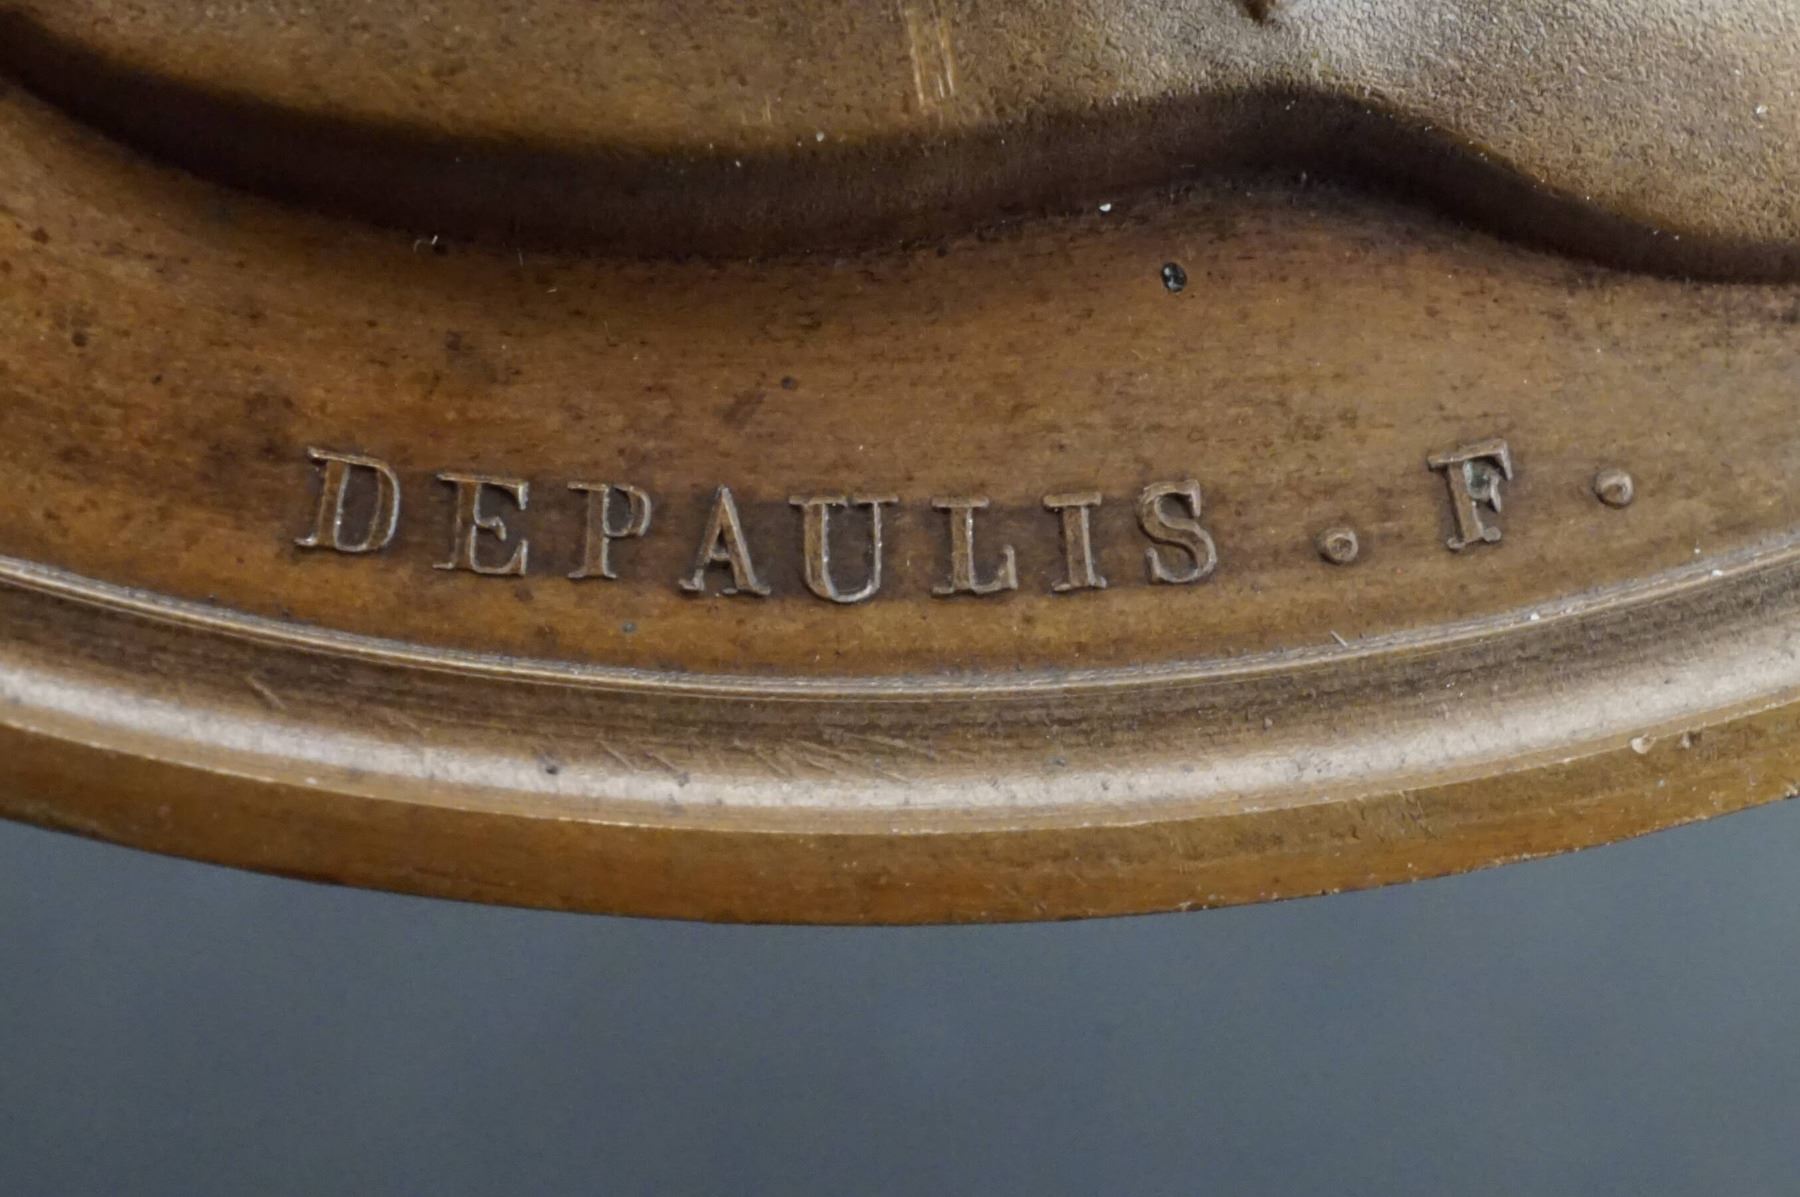 DEPAULIS . F .